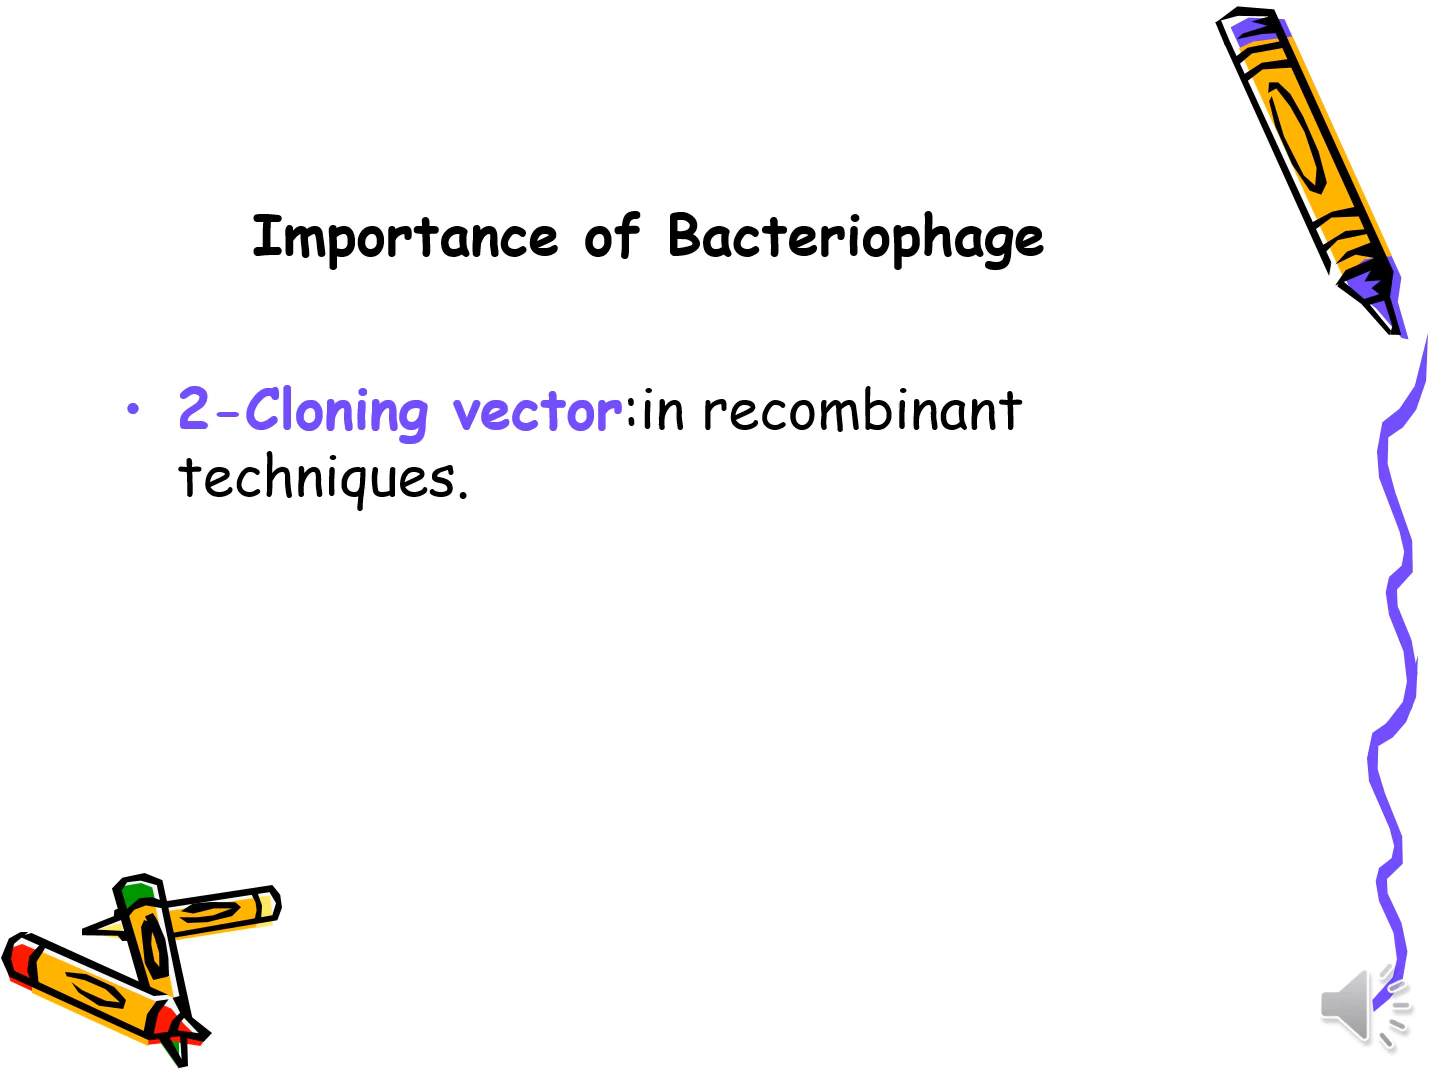 Importance of Bacteriophage
• 2-Cloning vector:in recombinant
techniques.